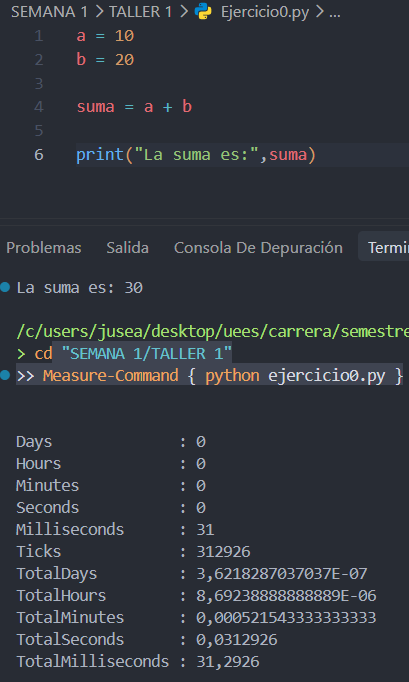 SEMANA 1 > TALLER 1 > Ejercicio0.py > ...
1 a = 10
2 b = 20
3
4 suma = a + b
5
6 print("La suma es:",suma)
Problemas Salida Consola De Depuración Termin
La suma es: 30
/c/users/jusea/desktop/uees/carrera/semestre
> cd "SEMANA 1/TALLER 1"
>> Measure-Command { python ejercicio0.py }
Days : 0
Hours : 0
Minutes : 0
Seconds : 0
Milliseconds : 31
Ticks : 312926
TotalDays : 3,6218287037037E-07
TotalHours : 8,69238888888889E-06
TotalMinutes : 0,000521543333333333
TotalSeconds : 0,0312926
TotalMilliseconds : 31,2926